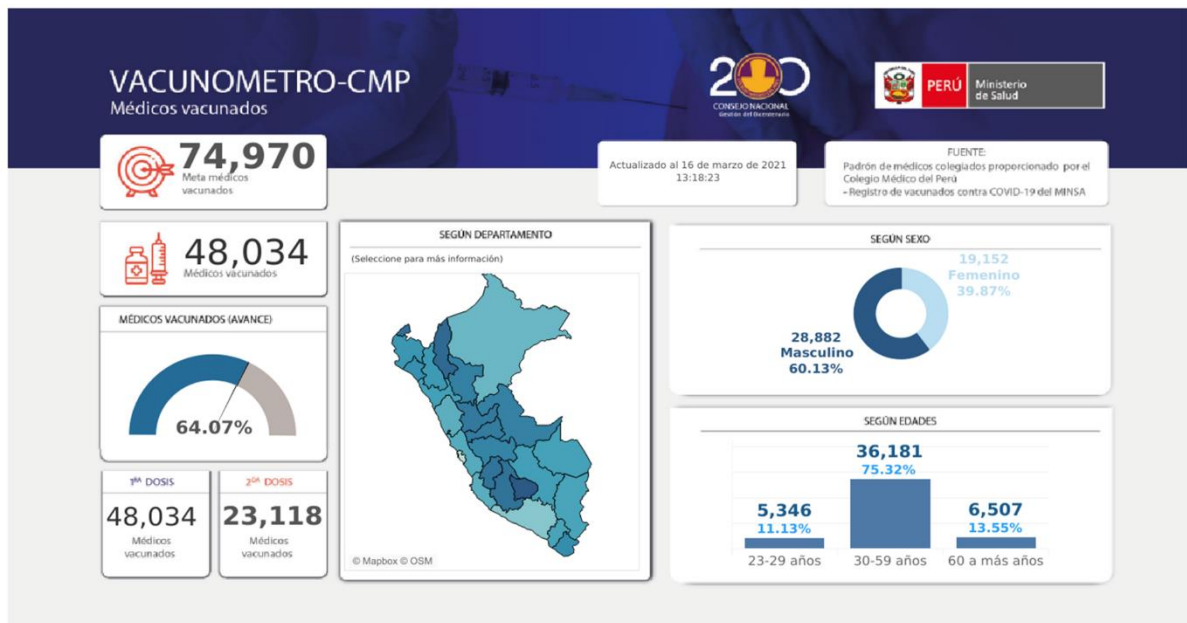 VACUNOMETRO-CMP
Médicos vacunados
200
CONSEJO NACIONAL
Gestión del Bicentenario
PERÚ
Ministerio
de Salud
74,970
Meta médicos
vacunados
Actualizado al 16 de marzo de 2021
13:18:23
FUENTE:
Padrón de médicos colegiados proporcionado por el
Colegio Médico del Perú
- Registro de vacunados contra COVID-19 del MINSA
48,034
Médicos vacunados
MÉDICOS VACUNADOS (AVANCE)
64.07%
1RA DOSIS
48,034
Médicos
vacunados
2DA DOSIS
23,118
Médicos
vacunados
SEGÚN DEPARTAMENTO
(Seleccione para más información)
© Mapbox © OSM
SEGÚN SEXO
19,152
Femenino
39.87%
28,882
Masculino
60.13%
SEGÚN EDADES
36,181
75.32%
5,346
11.13%
6,507
13.55%
23-29 años
30-59 años
60 a más años